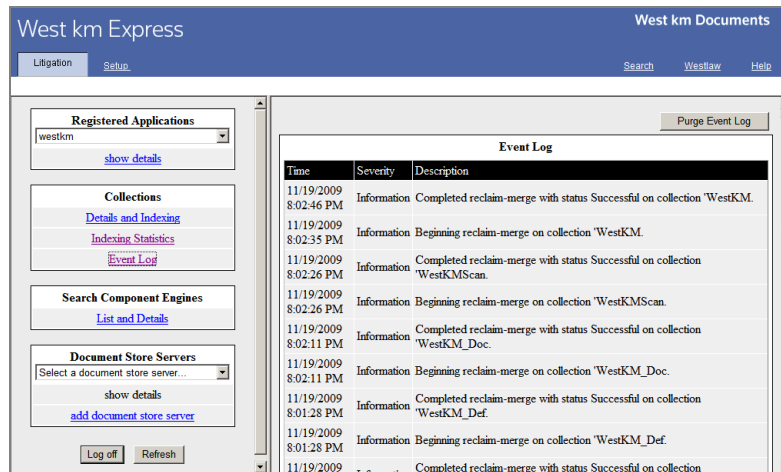 West km Express
West km Documents
Litigation
Setup
Search
Westlaw
Help
Registered Applications
westkm
show details
Collections
Details and Indexing
Indexing Statistics
Event Log
Search Component Engines
List and Details
Document Store Servers
Select a document store server...
show details
add document store server
Log off
Refresh
Purge Event Log
Event Log
Time Severity Description
11/19/2009
8:02:46 PM
Information Completed reclaim-merge with status Successful on collection 'WestKM.
11/19/2009
8:02:35 PM
Information Beginning reclaim-merge on collection 'WestKM.
11/19/2009
8:02:26 PM
Information Completed reclaim-merge with status Successful on collection
'WestKMScan.
11/19/2009
8:02:26 PM
Information Beginning reclaim-merge on collection 'WestKMScan.
11/19/2009
8:02:11 PM
Information Completed reclaim-merge with status Successful on collection
'WestKM_Doc.
11/19/2009
8:02:11 PM
Information Beginning reclaim-merge on collection 'WestKM_Doc.
11/19/2009
8:01:28 PM
Information Completed reclaim-merge with status Successful on collection
'WestKM_Def.
11/19/2009
8:01:28 PM
Information Beginning reclaim-merge on collection 'WestKM_Def.
11/19/2009
Completed reclaim-merge with status Successful on collection